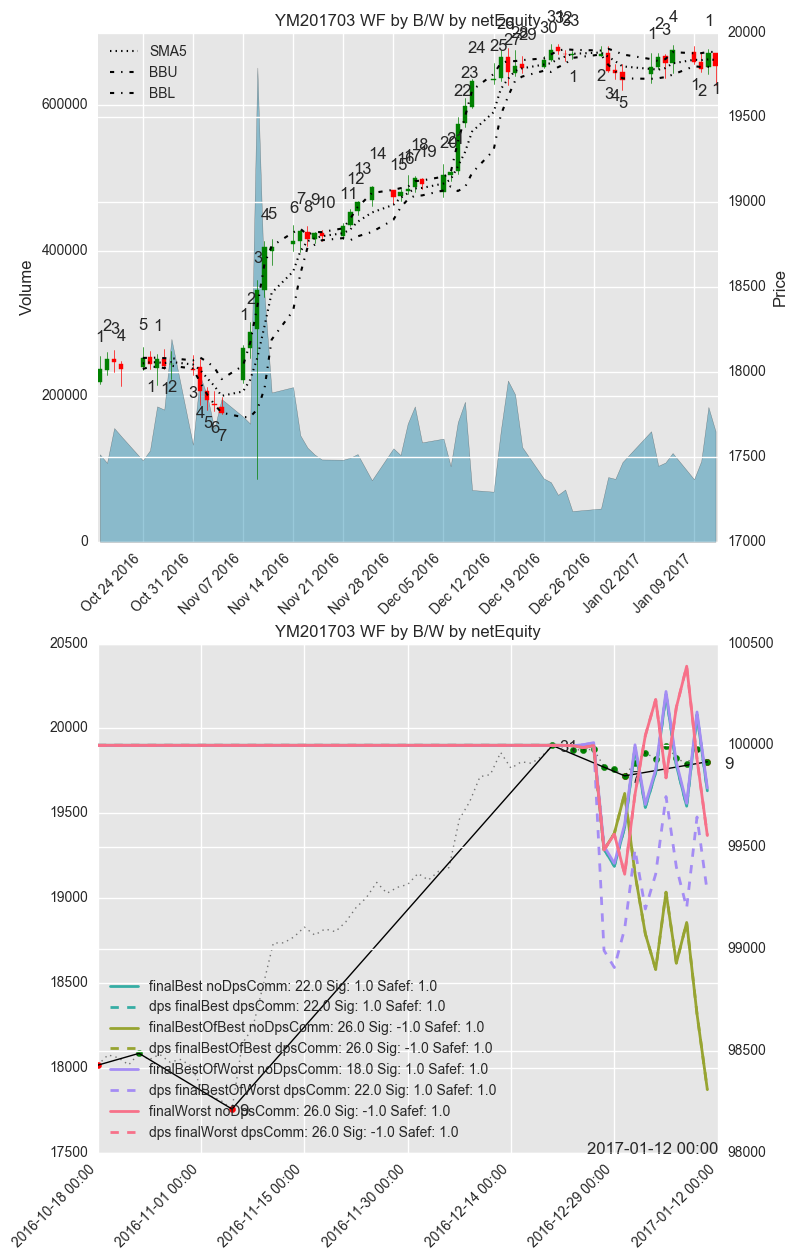 YM201703 WF by B/W by netEquity
SMA5
BBU
BBL
Volume
600000
400000
200000
0
Price
20000
19500
19000
18500
18000
17500
17000
Oct 24 2016
Oct 31 2016
Nov 07 2016
Nov 14 2016
Nov 21 2016
Nov 28 2016
Dec 05 2016
Dec 12 2016
Dec 19 2016
Dec 26 2016
Jan 02 2017
Jan 09 2017
YM201703 WF by B/W by netEquity
20500
20000
19500
19000
18500
18000
17500
100500
100000
99500
99000
98500
98000
9
finalBest noDpsComm: 22.0 Sig: 1.0 Safef: 1.0
dps finalBest dpsComm: 22.0 Sig: 1.0 Safef: 1.0
finalBestOfBest noDpsComm: 26.0 Sig: -1.0 Safef: 1.0
dps finalBestOfBest dpsComm: 26.0 Sig: -1.0 Safef: 1.0
finalBestOfWorst noDpsComm: 18.0 Sig: 1.0 Safef: 1.0
dps finalBestOfWorst dpsComm: 22.0 Sig: 1.0 Safef: 1.0
finalWorst noDpsComm: 26.0 Sig: -1.0 Safef: 1.0
dps finalWorst dpsComm: 26.0 Sig: -1.0 Safef: 1.0
2017-01-12 00:00
2016-10-18 00:00
2016-11-01 00:00
2016-11-15 00:00
2016-11-30 00:00
2016-12-14 00:00
2016-12-29 00:00
2017-01-12 00:00